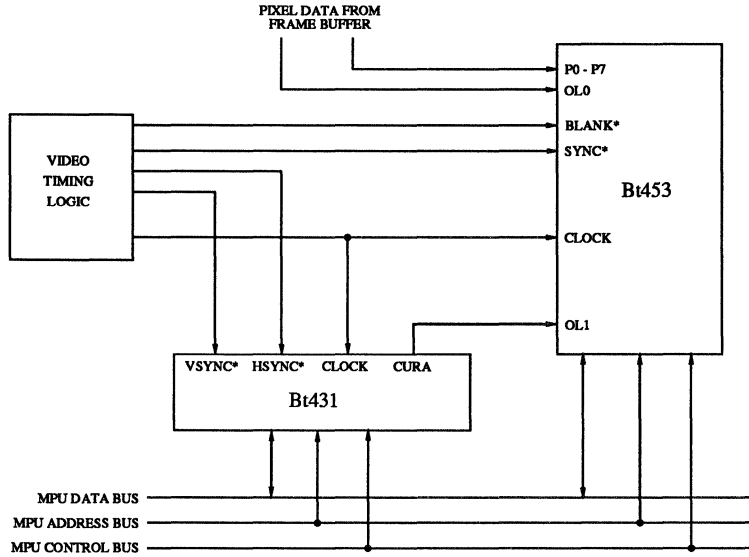 PIXEL DATA FROM
FRAME BUFFER
P0 - P7
OL0
BLANK*
SYNC*
VIDEO
TIMING
LOGIC
Bt453
CLOCK
OL1
VSYNC* HSYNC* CLOCK CURA
Bt431
MPU DATA BUS
MPU ADDRESS BUS
MPU CONTROL BUS